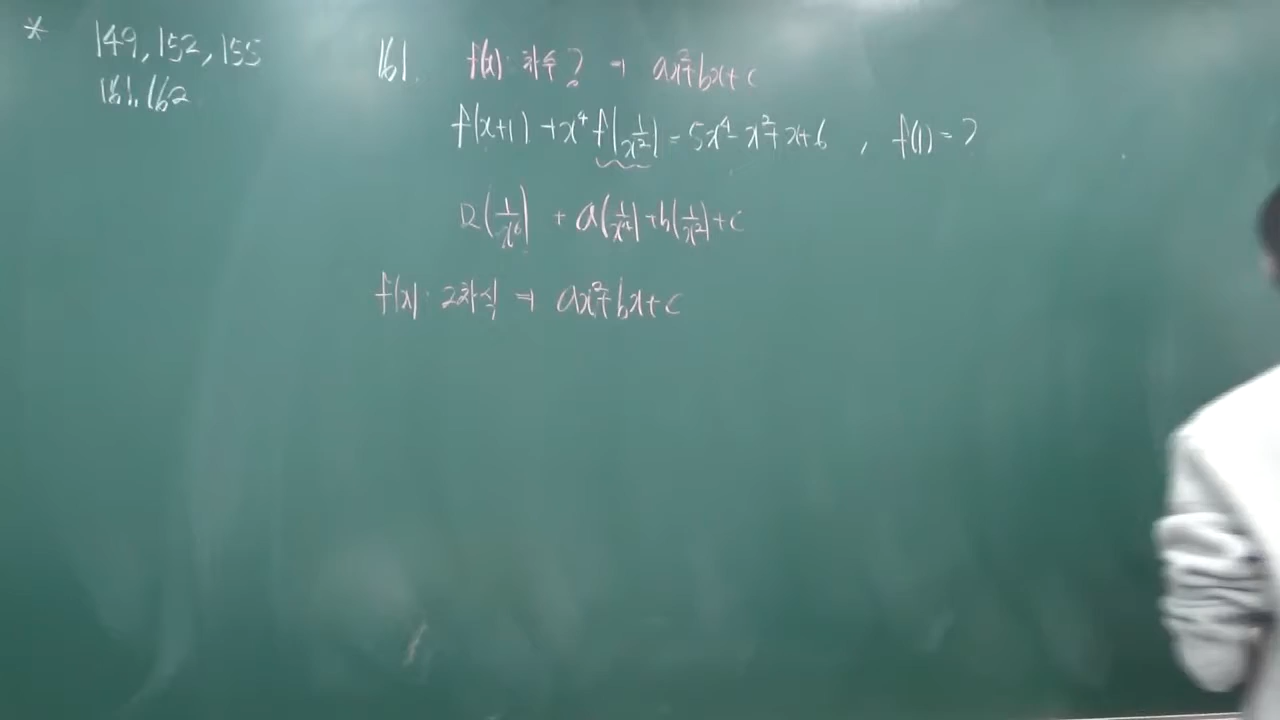 * 149, 152, 155
161, 162
161. f(x) : 차수? → ax²+bx+c
f(x+1) + x⁴ f(1/x²) = 5x⁴ - x² + x + 6 , f(1) = ?
(1/x⁶) + a(1/x⁴) + b(1/x²) + c
f(x) : 2차식 ⇒ ax²+bx+c